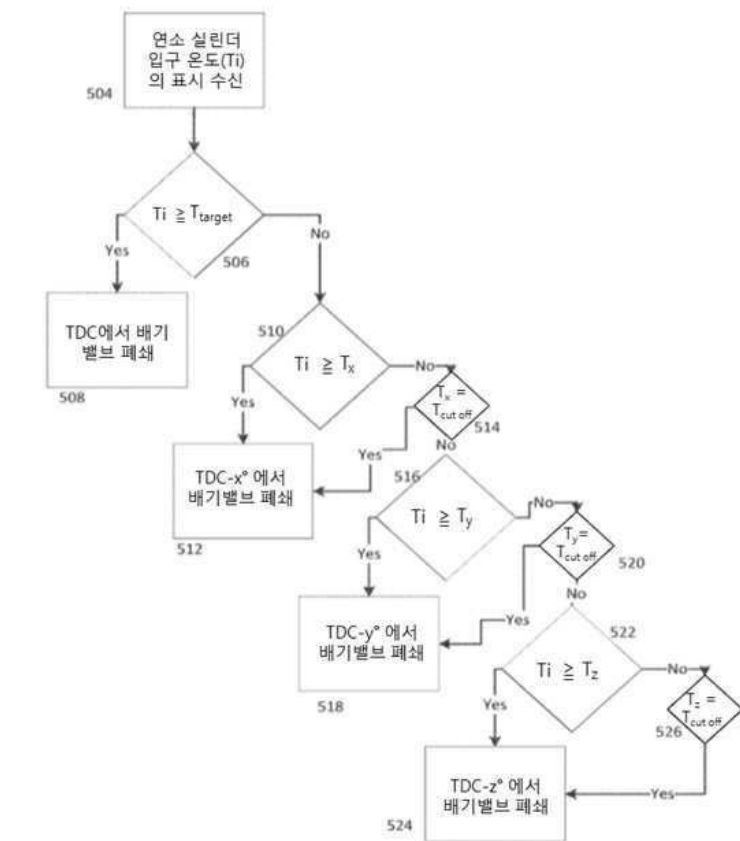 연소 실린더
입구 온도(Ti)
의 표시 수신
504
Ti ≧ Ttarget
506
Yes
No
TDC에서 배기
밸브 폐쇄
508
510
Ti ≧ Tx
Yes
No
Tx =
Tcut off
514
Yes
No
TDC-x° 에서
배기밸브 폐쇄
512
516
Ti ≧ Ty
Yes
No
Ty=
Tcut off
520
Yes
No
TDC-y° 에서
배기밸브 폐쇄
518
522
Ti ≧ Tz
Yes
No
Tz =
Tcut off
526
Yes
TDC-z° 에서
배기밸브 폐쇄
524